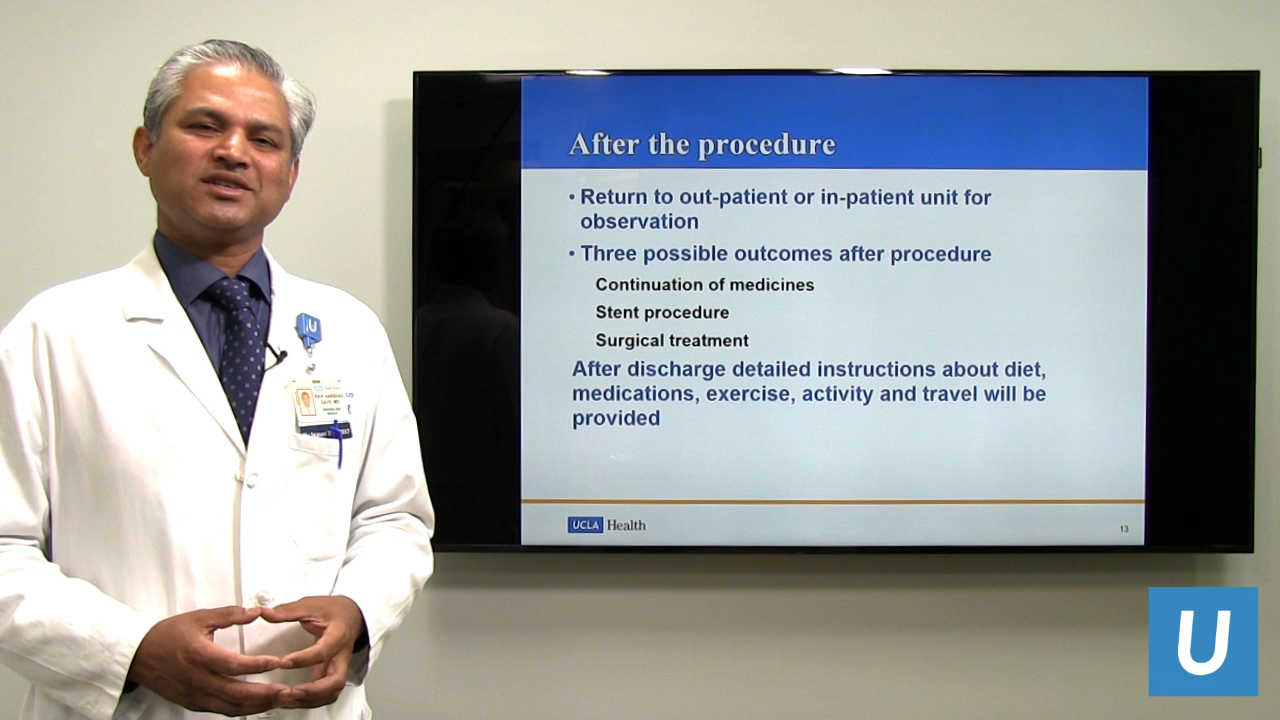 After the procedure
• Return to out-patient or in-patient unit for
observation
• Three possible outcomes after procedure
Continuation of medicines
Stent procedure
Surgical treatment
After discharge detailed instructions about diet,
medications, exercise, activity and travel will be
provided
UCLA Health
13
U
U